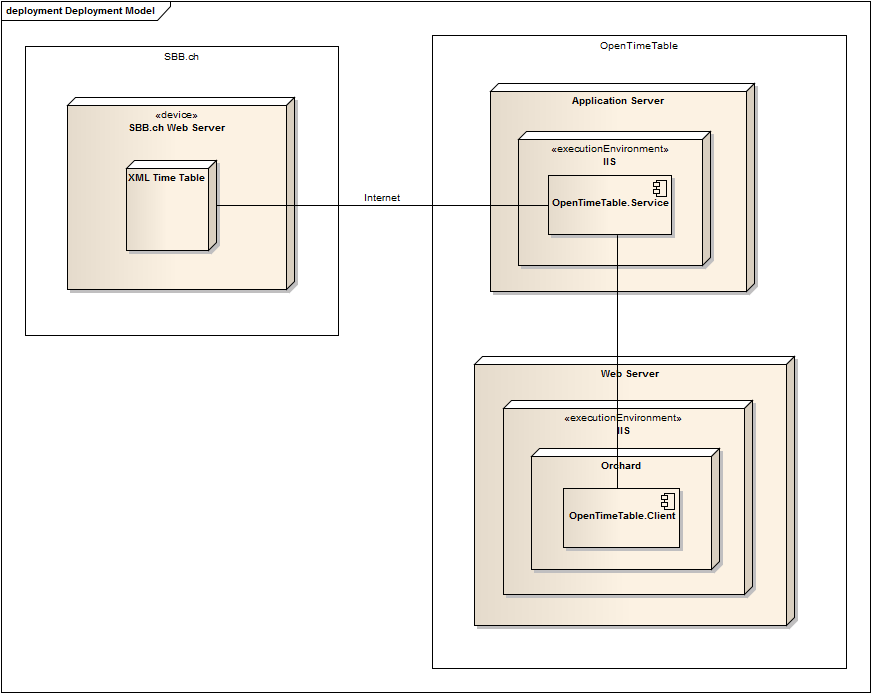 deployment Deployment Model
SBB.ch
«device»
SBB.ch Web Server
XML Time Table
Internet
OpenTimeTable
Application Server
«executionEnvironment»
IIS
OpenTimeTable.Service
Web Server
«executionEnvironment»
IIS
Orchard
OpenTimeTable.Client